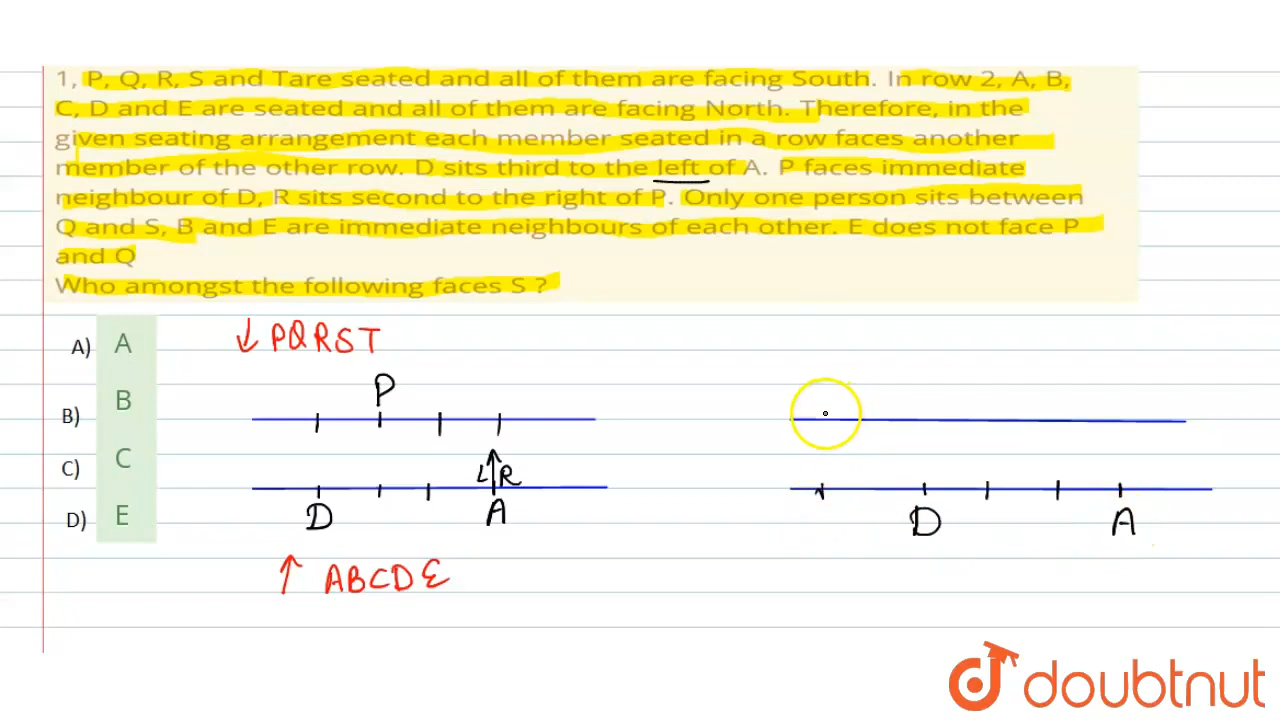 1, P, Q, R, S and Tare seated and all of them are facing South. In row 2, A, B,
C, D and E are seated and all of them are facing North. Therefore, in the
given seating arrangement each member seated in a row faces another
member of the other row. D sits third to the left of A. P faces immediate
neighbour of D, R sits second to the right of P. Only one person sits between
Q and S, B and E are immediate neighbours of each other. E does not face P
and Q
Who amongst the following faces S ?
A) A
B) B
C) C
D) E
↓ PQRST
P
L↑R
D A
D A
↑ ABCDE
doubtnut